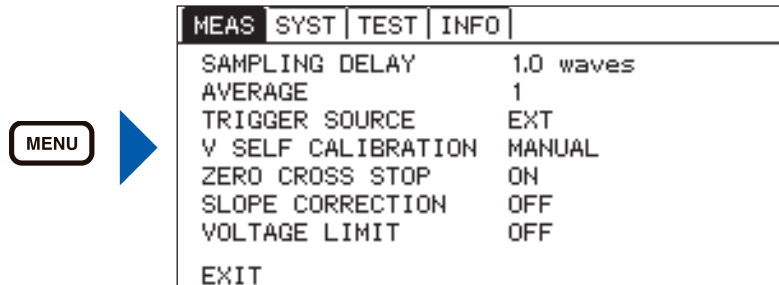 MENU
MEAS SYST TEST INFO
SAMPLING DELAY 1.0 waves
AVERAGE 1
TRIGGER SOURCE EXT
V SELF CALIBRATION MANUAL
ZERO CROSS STOP ON
SLOPE CORRECTION OFF
VOLTAGE LIMIT OFF
EXIT